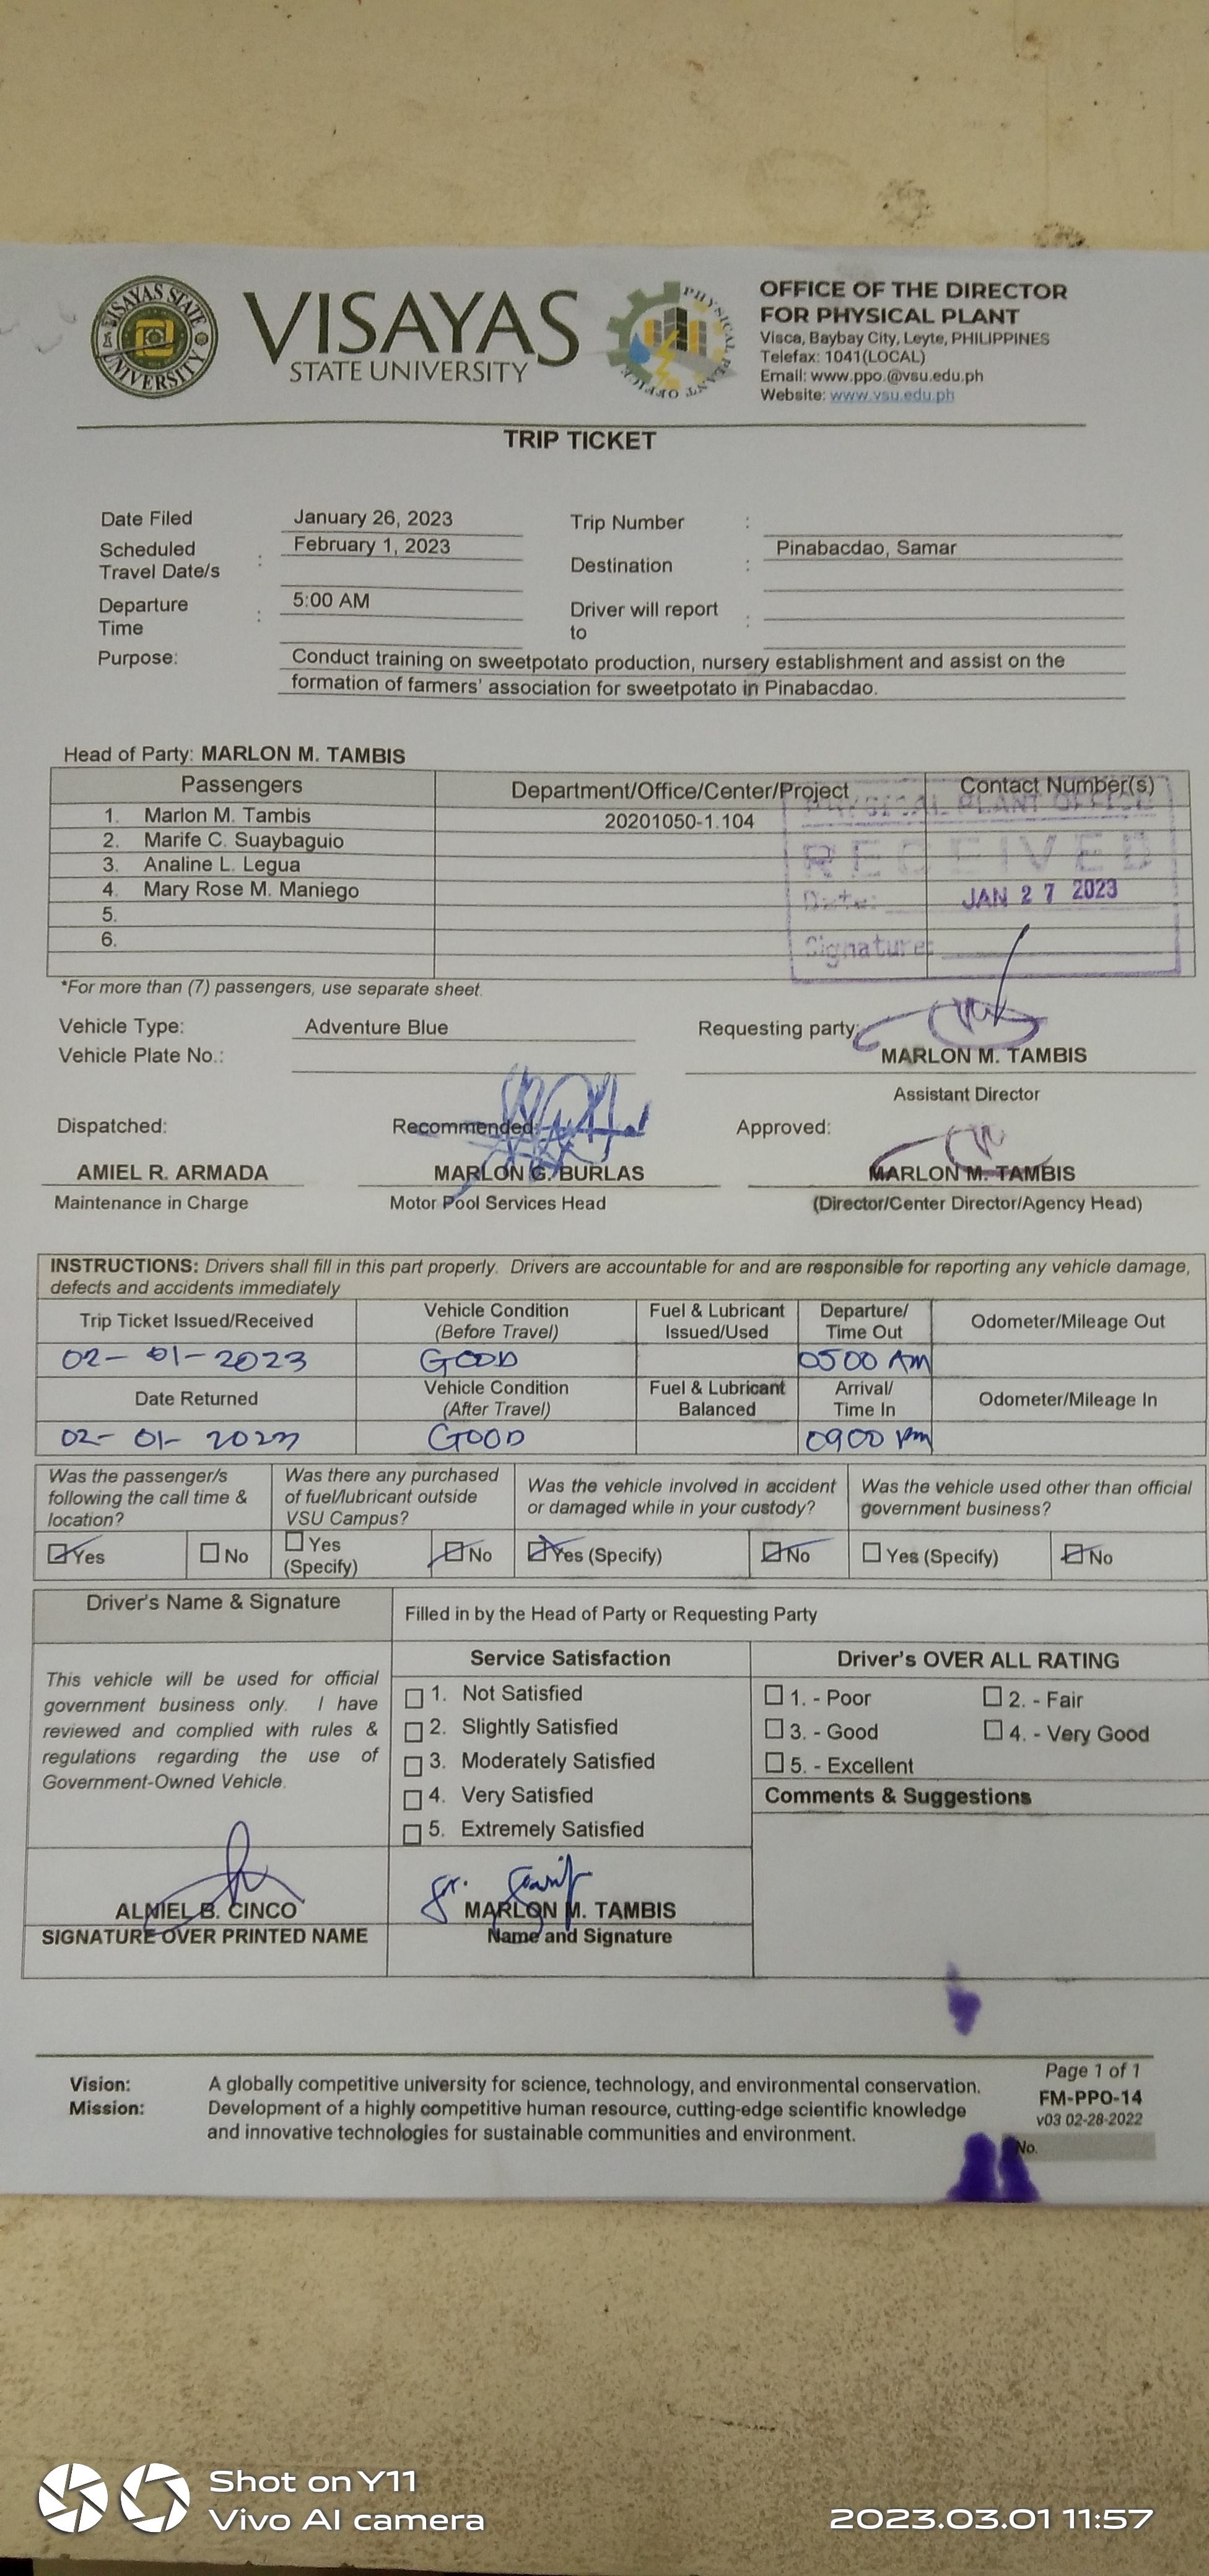 VISAYAS STATE UNIVERSITY
VISAYAS
STATE UNIVERSITY
PHYSICAL PLANT OFFICE
OFFICE OF THE DIRECTOR
FOR PHYSICAL PLANT
Visca, Baybay City, Leyte, PHILIPPINES
Telefax: 1041(LOCAL)
Email: www.ppo.@vsu.edu.ph
Website: www.vsu.edu.ph
TRIP TICKET
Date Filed January 26, 2023 Trip Number :
Scheduled Travel Date/s : February 1, 2023 Destination : Pinabacdao, Samar
Departure Time : 5:00 AM Driver will report to :
Purpose: Conduct training on sweetpotato production, nursery establishment and assist on the
formation of farmers' association for sweetpotato in Pinabacdao.
Head of Party: MARLON M. TAMBIS
Passengers Department/Office/Center/Project Contact Number(s)
1. Marlon M. Tambis 20201050-1.104
2. Marife C. Suaybaguio
3. Analine L. Legua
4. Mary Rose M. Maniego
5.
6.
PHYSICAL PLANT OFFICE
RECEIVED
Date: JAN 27 2023
Signature:
*For more than (7) passengers, use separate sheet.
Vehicle Type: Adventure Blue Requesting party:
Vehicle Plate No.: MARLON M. TAMBIS
Assistant Director
Dispatched: Recommended: Approved:
AMIEL R. ARMADA MARLON G. BURLAS MARLON M. TAMBIS
Maintenance in Charge Motor Pool Services Head (Director/Center Director/Agency Head)
INSTRUCTIONS: Drivers shall fill in this part properly. Drivers are accountable for and are responsible for reporting any vehicle damage,
defects and accidents immediately
Trip Ticket Issued/Received Vehicle Condition (Before Travel) Fuel & Lubricant Issued/Used Departure/ Time Out Odometer/Mileage Out
02-01-2023 GOOD 0500 AM
Date Returned Vehicle Condition (After Travel) Fuel & Lubricant Balanced Arrival/ Time In Odometer/Mileage In
02-01-2023 GOOD 0900 PM
Was the passenger/s following the call time & location? Was there any purchased of fuel/lubricant outside VSU Campus? Was the vehicle involved in accident or damaged while in your custody? Was the vehicle used other than official government business?
Yes No Yes (Specify) No Yes (Specify) No Yes (Specify) No
Driver's Name & Signature Filled in by the Head of Party or Requesting Party
Service Satisfaction Driver's OVER ALL RATING
This vehicle will be used for official
government business only. I have
reviewed and complied with rules &
regulations regarding the use of
Government-Owned Vehicle.
1. Not Satisfied
2. Slightly Satisfied
3. Moderately Satisfied
4. Very Satisfied
5. Extremely Satisfied
1. - Poor 2. - Fair
3. - Good 4. - Very Good
5. - Excellent
Comments & Suggestions
ALNIEL B. CINCO MARLON M. TAMBIS
SIGNATURE OVER PRINTED NAME Name and Signature
Page 1 of 1
Vision: A globally competitive university for science, technology, and environmental conservation.
FM-PPO-14
Mission: Development of a highly competitive human resource, cutting-edge scientific knowledge
v03 02-28-2022
and innovative technologies for sustainable communities and environment.
No.
Shot on Y11
Vivo AI camera
2023.03.01 11:57